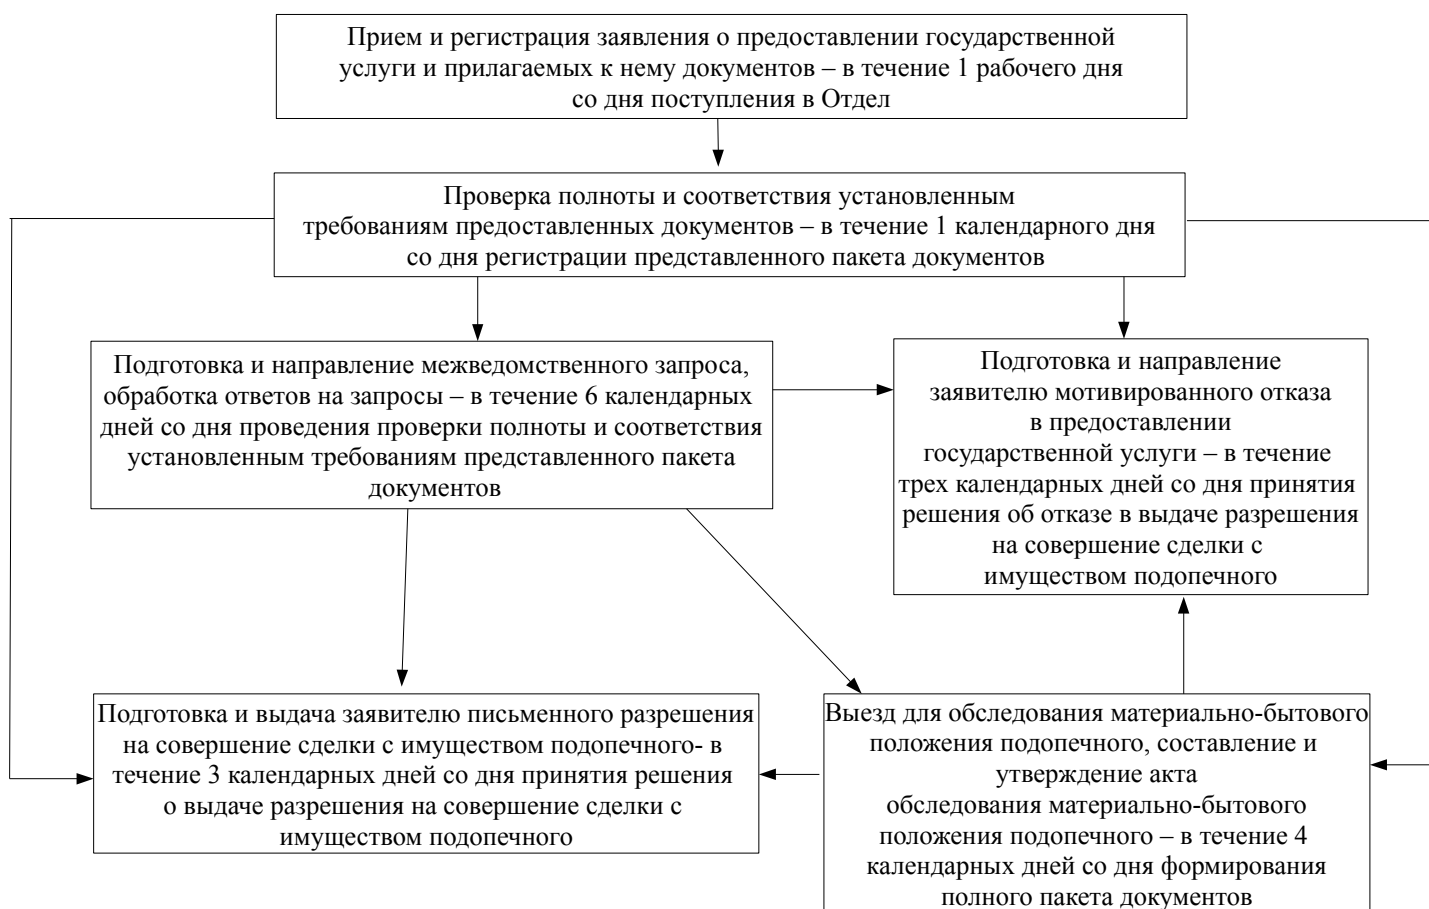 Прием и регистрация заявления о предоставлении государственной
услуги и прилагаемых к нему документов – в течение 1 рабочего дня
со дня поступления в Отдел
Проверка полноты и соответствия установленным
требованиям предоставленных документов – в течение 1 календарного дня
со дня регистрации представленного пакета документов
Подготовка и направление межведомственного запроса,
обработка ответов на запросы – в течение 6 календарных
дней со дня проведения проверки полноты и соответствия
установленным требованиям представленного пакета
документов
Подготовка и направление
заявителю мотивированного отказа
в предоставлении
государственной услуги – в течение
трех календарных дней со дня принятия
решения об отказе в выдаче разрешения
на совершение сделки с
имуществом подопечного
Подготовка и выдача заявителю письменного разрешения
на совершение сделки с имуществом подопечного- в
течение 3 календарных дней со дня принятия решения
о выдаче разрешения на совершение сделки с
имуществом подопечного
Выезд для обследования материально-бытового
положения подопечного, составление и
утверждение акта
обследования материально-бытового
положения подопечного – в течение 4
календарных дней со дня формирования
полного пакета документов